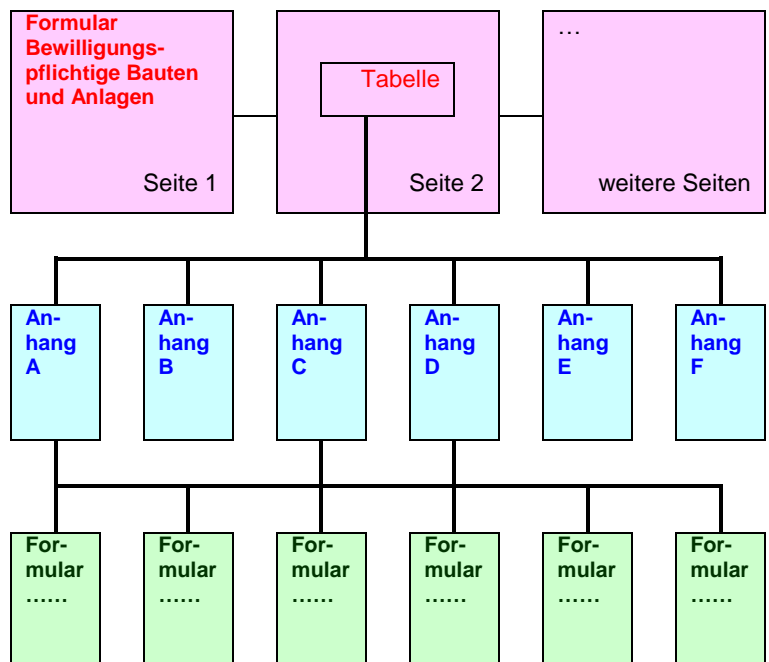 Formular
Bewilligungs-
pflichtige Bauten
und Anlagen
Seite 1
Tabelle
Seite 2
…
weitere Seiten
An-
hang
A
An-
hang
B
An-
hang
C
An-
hang
D
An-
hang
E
An-
hang
F
For-
mular
……
For-
mular
……
For-
mular
……
For-
mular
……
For-
mular
……
For-
mular
……